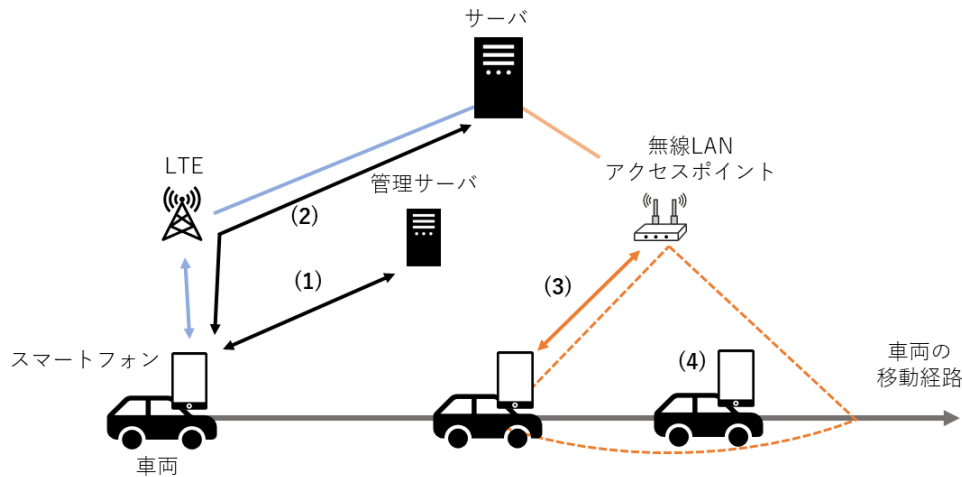 サーバ
無線LAN
アクセスポイント
LTE
管理サーバ
(2)
(1)
(3)
スマートフォン
(4)
車両の
移動経路
車両